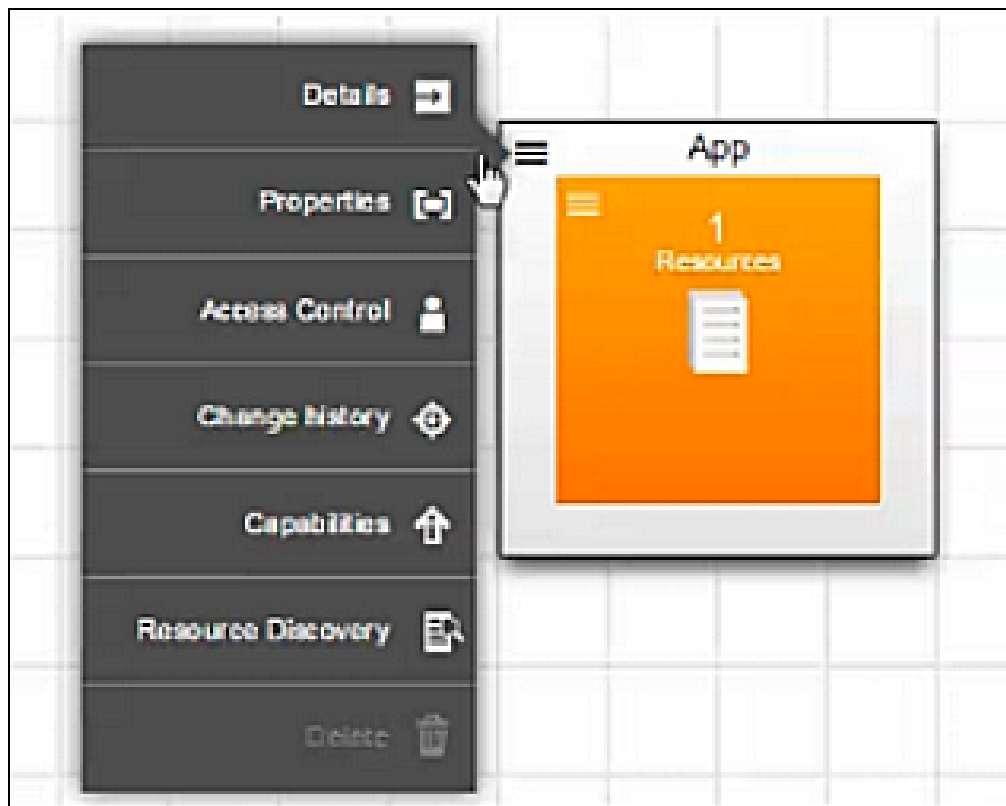 Details
Properties
Access Control
Change history
Capabilities
Resource Discovery
Delete
App
1
Resources